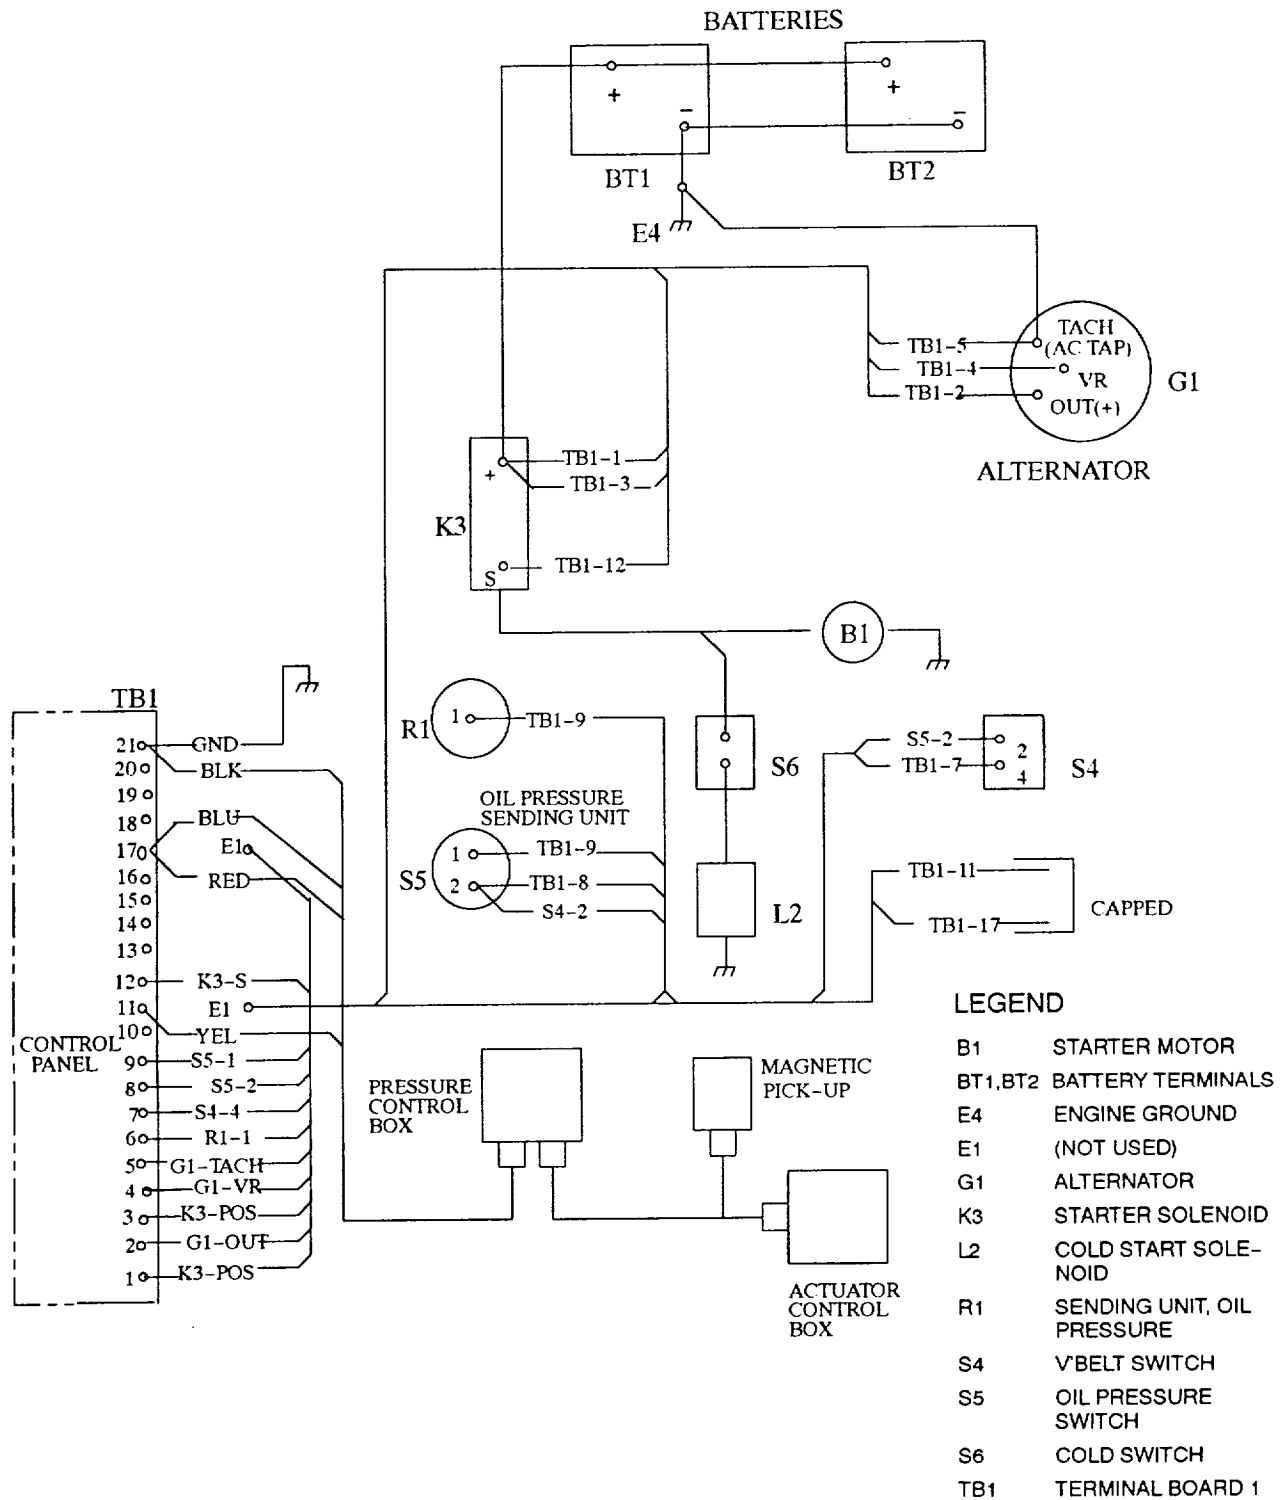 BATTERIES
+
+
−
−
BT1
BT2
E4
TACH
TB1-5
(AC TAP)
TB1-4
VR
G1
TB1-2
OUT(+)
ALTERNATOR
TB1-1
+
TB1-3
K3
TB1-12
S
B1
TB1
R1
1
TB1-9
21
GND
S5-2
2
20
BLK
S6
TB1-7
4
S4
19
OIL PRESSURE
SENDING UNIT
18
BLU
17
E1
1
TB1-9
16
RED
S5
2
TB1-8
TB1-11
15
S4-2
L2
CAPPED
14
TB1-17
13
12
K3-S
11
E1
LEGEND
10
YEL
CONTROL
PANEL
9
S5-1
8
S5-2
7
S4-4
6
R1-1
5
G1-TACH
4
G1-VR
3
K3-POS
2
G1-OUT
1
K3-POS
PRESSURE
CONTROL
BOX
MAGNETIC
PICK-UP
ACTUATOR
CONTROL
BOX
B1 STARTER MOTOR
BT1,BT2 BATTERY TERMINALS
E4 ENGINE GROUND
E1 (NOT USED)
G1 ALTERNATOR
K3 STARTER SOLENOID
L2 COLD START SOLE-
NOID
R1 SENDING UNIT, OIL
PRESSURE
S4 V'BELT SWITCH
S5 OIL PRESSURE
SWITCH
S6 COLD SWITCH
TB1 TERMINAL BOARD 1